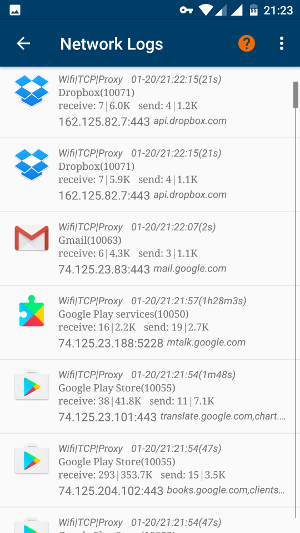 21:23
Network Logs
?
Wifi|TCP|Proxy 01-20/21:22:15(21s)
Dropbox(10071)
receive: 7|6.0K send: 4|1.2K
162.125.82.7:443 api.dropbox.com
Wifi|TCP|Proxy 01-20/21:22:15(21s)
Dropbox(10071)
receive: 7|5.9K send: 4|1.1K
162.125.82.7:443 api.dropbox.com
Wifi|TCP|Proxy 01-20/21:22:07(2s)
Gmail(10063)
receive: 6|4.3K send: 3|1.1K
74.125.23.83:443 mail.google.com
Wifi|TCP|Proxy 01-20/21:21:57(1h28m3s)
Google Play services(10050)
receive: 16|2.2K send: 19|2.7K
74.125.23.188:5228 mtalk.google.com
Wifi|TCP|Proxy 01-20/21:21:54(1m48s)
Google Play Store(10055)
receive: 38|41.8K send: 11|7.1K
74.125.23.101:443 translate.google.com,chart....
Wifi|TCP|Proxy 01-20/21:21:54(47s)
Google Play Store(10055)
receive: 293|353.7K send: 15|3.5K
74.125.204.102:443 books.google.com,clients...
Wifi|TCP|Proxy 01-20/21:21:54(47s)